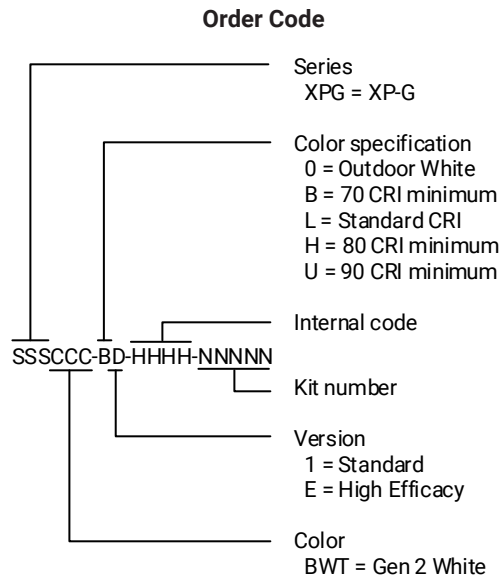 Order Code
Series
XPG = XP-G
Color specification
0 = Outdoor White
B = 70 CRI minimum
L = Standard CRI
H = 80 CRI minimum
U = 90 CRI minimum
Internal code
SSSCCC-BD-HHHH-NNNNN
Kit number
Version
1 = Standard
E = High Efficacy
Color
BWT = Gen 2 White